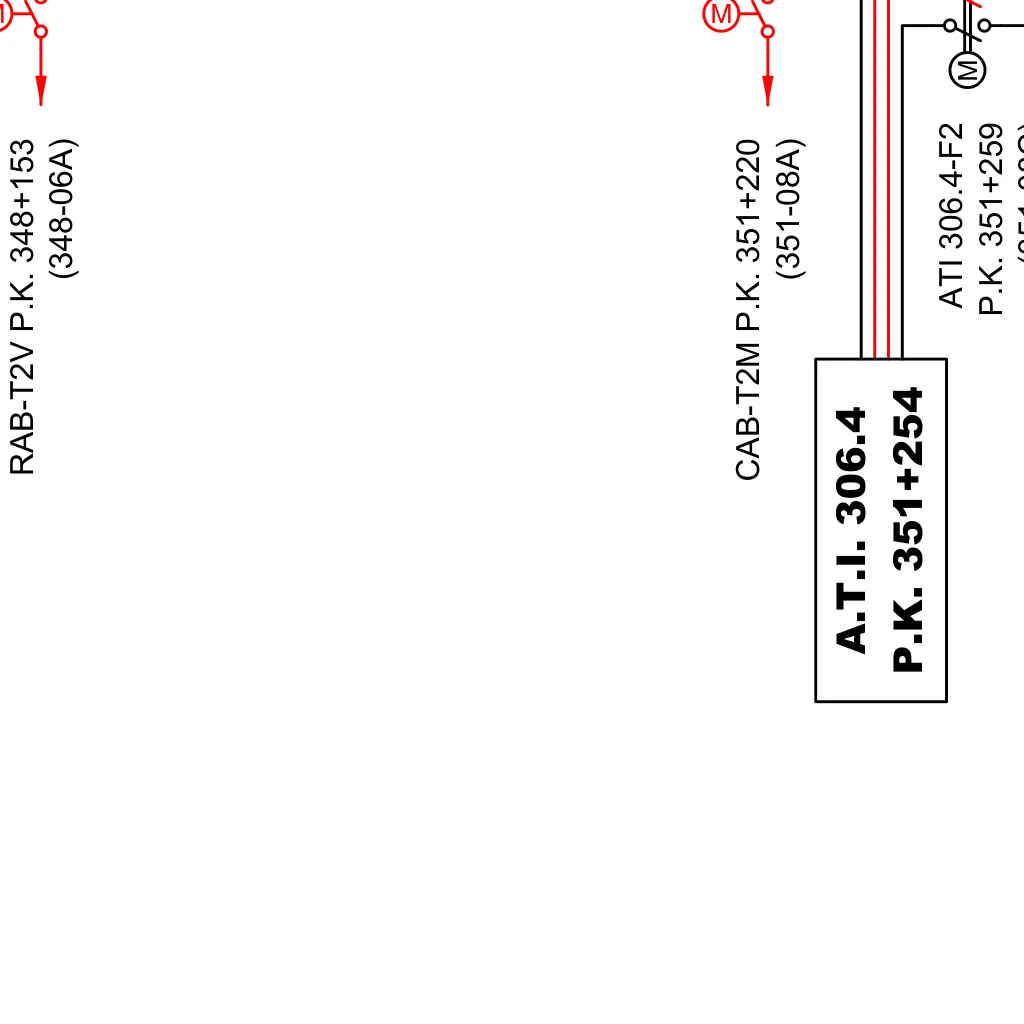 M
RAB-T2V P.K. 348+153
(348-06A)
M
CAB-T2M P.K. 351+220
(351-08A)
A.T.I. 306.4
P.K. 351+254
M
ATI 306.4-F2
P.K. 351+259